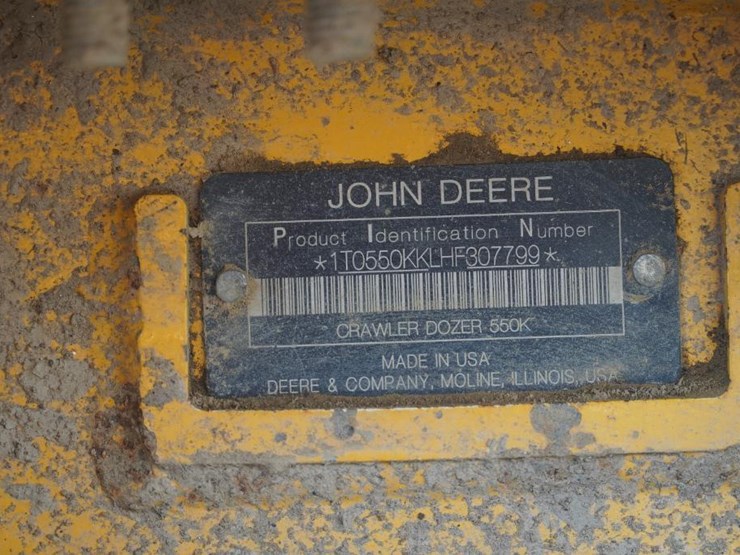 JOHN DEERE
Product Identification Number
*1T0550KKLHF307799*
CRAWLER DOZER 550K
MADE IN USA
DEERE & COMPANY, MOLINE, ILLINOIS, USA